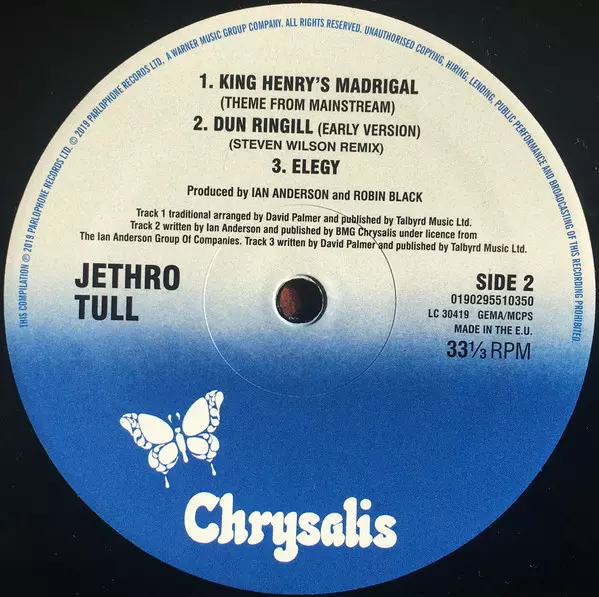 THIS COMPILATION ℗ 2019 PARLOPHONE RECORDS LTD. © 2019 PARLOPHONE RECORDS LTD, A WARNER MUSIC GROUP COMPANY. ALL RIGHTS RESERVED. UNAUTHORISED COPYING, HIRING, LENDING, PUBLIC PERFORMANCE AND BROADCASTING OF THIS RECORDING PROHIBITED.
1. KING HENRY'S MADRIGAL
(THEME FROM MAINSTREAM)
2. DUN RINGILL (EARLY VERSION)
(STEVEN WILSON REMIX)
3. ELEGY
Produced by IAN ANDERSON and ROBIN BLACK
Track 1 traditional arranged by David Palmer and published by Talbyrd Music Ltd.
Track 2 written by Ian Anderson and published by BMG Chrysalis under licence from
The Ian Anderson Group Of Companies. Track 3 written by David Palmer and published by Talbyrd Music Ltd.
JETHRO
TULL
SIDE 2
0190295510350
LC 30419 GEMA/MCPS
MADE IN THE E.U.
33⅓ RPM
Chrysalis